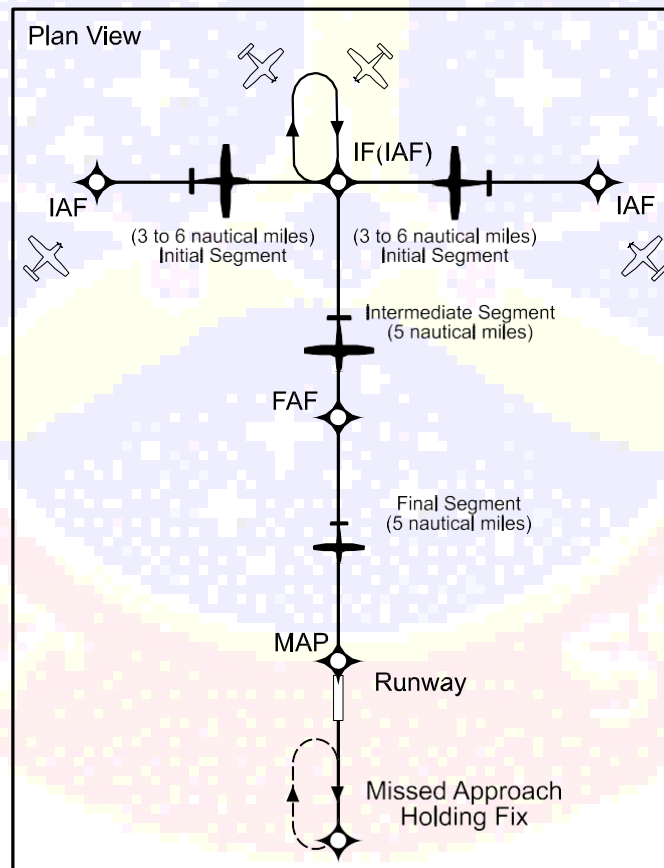 Plan View
IF(IAF)
IAF
IAF
(3 to 6 nautical miles)
Initial Segment
(3 to 6 nautical miles)
Initial Segment
Intermediate Segment
(5 nautical miles)
FAF
Final Segment
(5 nautical miles)
MAP
Runway
Missed Approach
Holding Fix